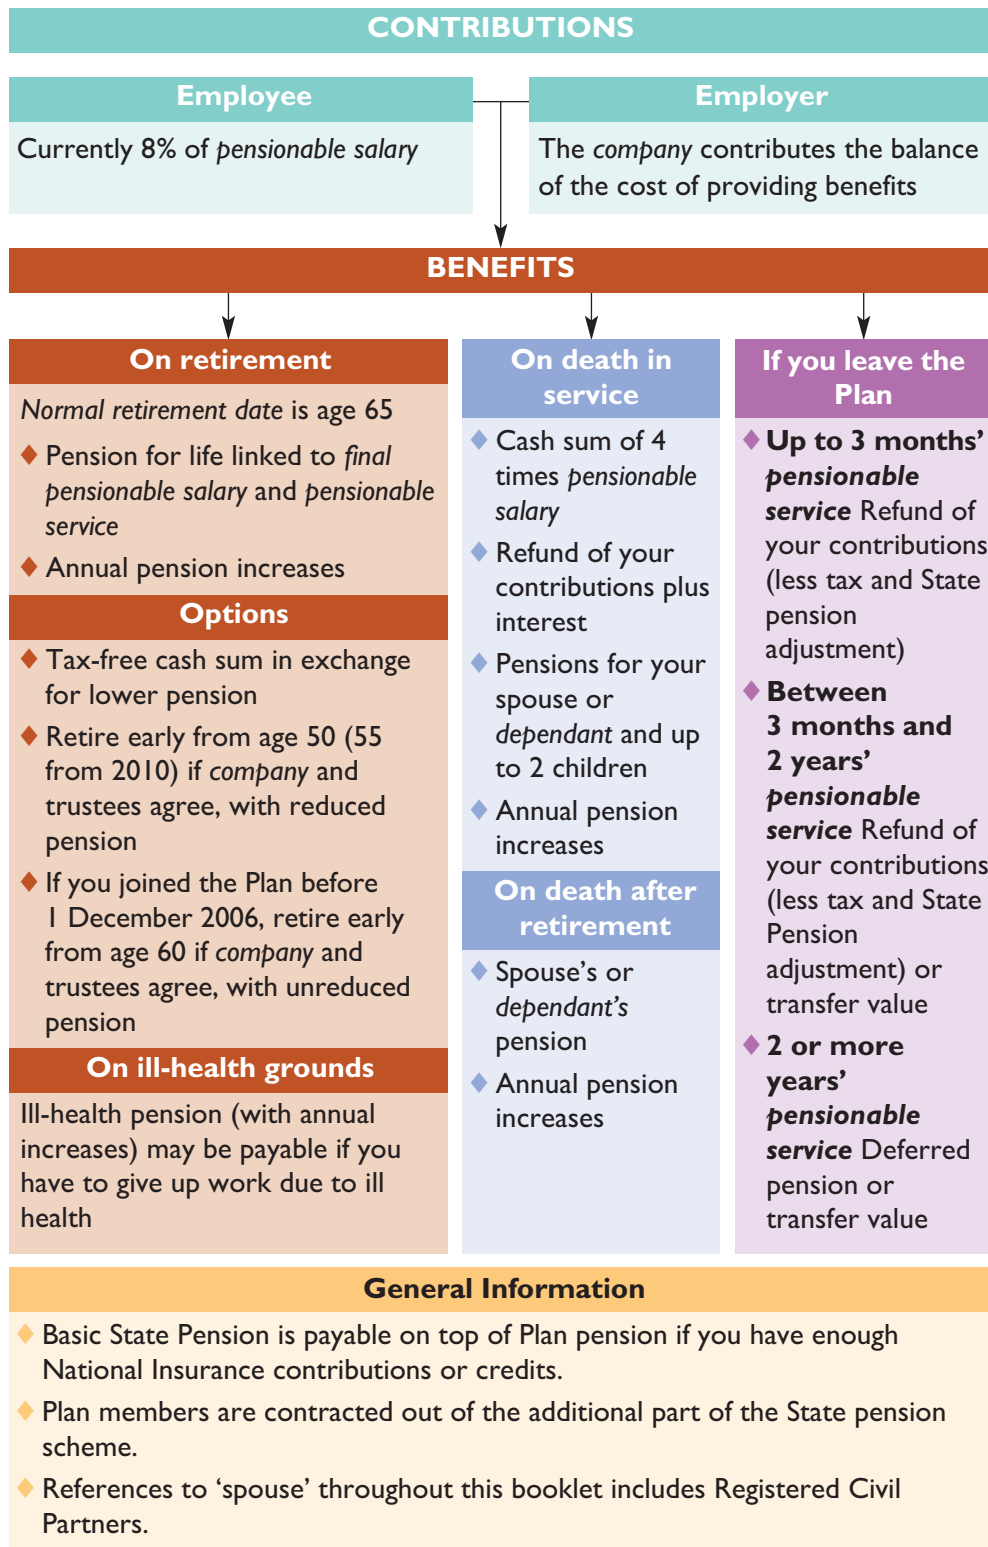 CONTRIBUTIONS
Employee
Currently 8% of pensionable salary
Employer
The company contributes the balance
of the cost of providing benefits
BENEFITS
On retirement
Normal retirement date is age 65
♦ Pension for life linked to final
pensionable salary and pensionable
service
♦ Annual pension increases
Options
♦ Tax-free cash sum in exchange
for lower pension
♦ Retire early from age 50 (55
from 2010) if company and
trustees agree, with reduced
pension
♦ If you joined the Plan before
1 December 2006, retire early
from age 60 if company and
trustees agree, with unreduced
pension
On ill-health grounds
Ill-health pension (with annual
increases) may be payable if you
have to give up work due to ill
health
On death in
service
♦ Cash sum of 4
times pensionable
salary
♦ Refund of your
contributions plus
interest
♦ Pensions for your
spouse or
dependant and up
to 2 children
♦ Annual pension
increases
On death after
retirement
♦ Spouse’s or
dependant’s
pension
♦ Annual pension
increases
If you leave the
Plan
♦ Up to 3 months’
pensionable
service Refund of
your contributions
(less tax and State
pension
adjustment)
♦ Between
3 months and
2 years’
pensionable
service Refund of
your contributions
(less tax and State
Pension
adjustment) or
transfer value
♦ 2 or more
years’
pensionable
service Deferred
pension or
transfer value
General Information
♦ Basic State Pension is payable on top of Plan pension if you have enough
National Insurance contributions or credits.
♦ Plan members are contracted out of the additional part of the State pension
scheme.
♦ References to ‘spouse’ throughout this booklet includes Registered Civil
Partners.